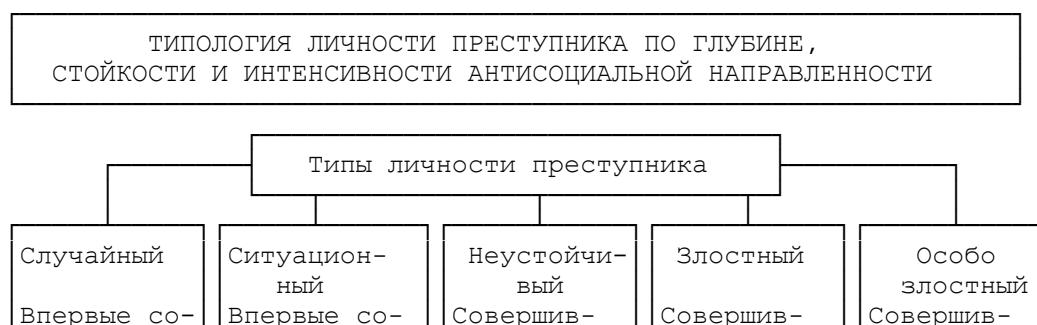 ТИПОЛОГИЯ ЛИЧНОСТИ ПРЕСТУПНИКА ПО ГЛУБИНЕ,
СТОЙКОСТИ И ИНТЕНСИВНОСТИ АНТИСОЦИАЛЬНОЙ НАПРАВЛЕННОСТИ
Типы личности преступника
Случайный Ситуацион- Неустойчи- Злостный Особо
ный вый злостный
Впервые со- Впервые со- Совершив- Совершив- Совершив-